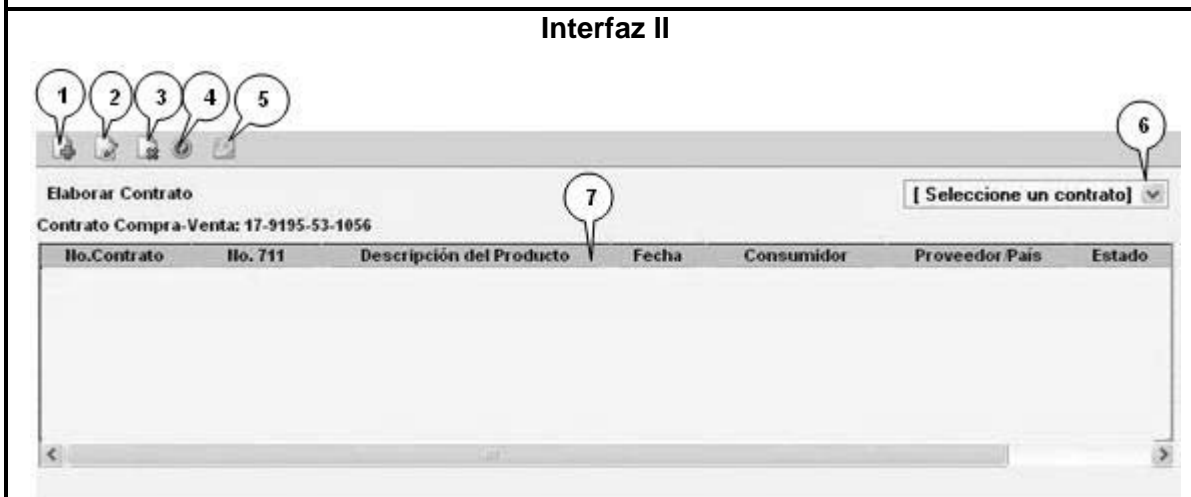 Interfaz II
1 2 3 4 5
6
Elaborar Contrato
[ Seleccione un contrato]
7
Contrato Compra-Venta: 17-9195-53-1056
No.Contrato No. 711 Descripción del Producto Fecha Consumidor Proveedor/País Estado